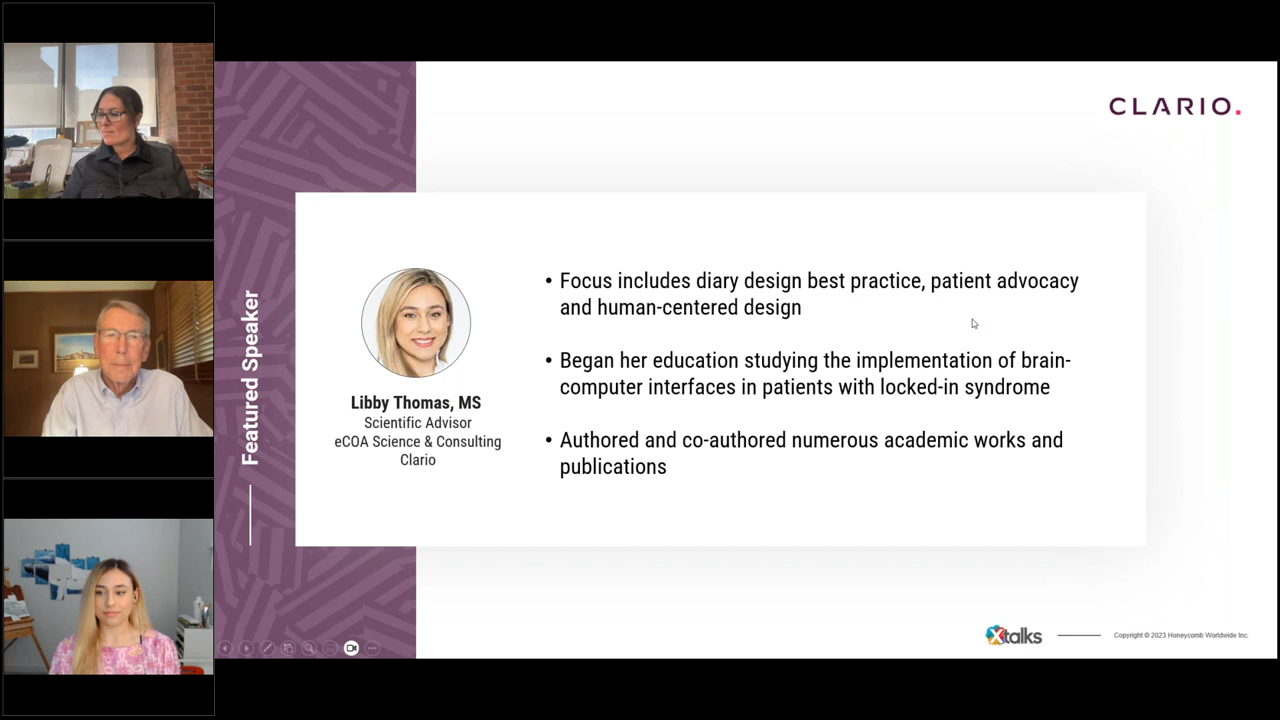 CLARIO.
Featured Speaker
Libby Thomas, MS
Scientific Advisor
eCOA Science & Consulting
Clario
• Focus includes diary design best practice, patient advocacy
and human-centered design
• Began her education studying the implementation of brain-
computer interfaces in patients with locked-in syndrome
• Authored and co-authored numerous academic works and
publications
Xtalks
Copyright © 2023 Honeycomb Worldwide Inc.